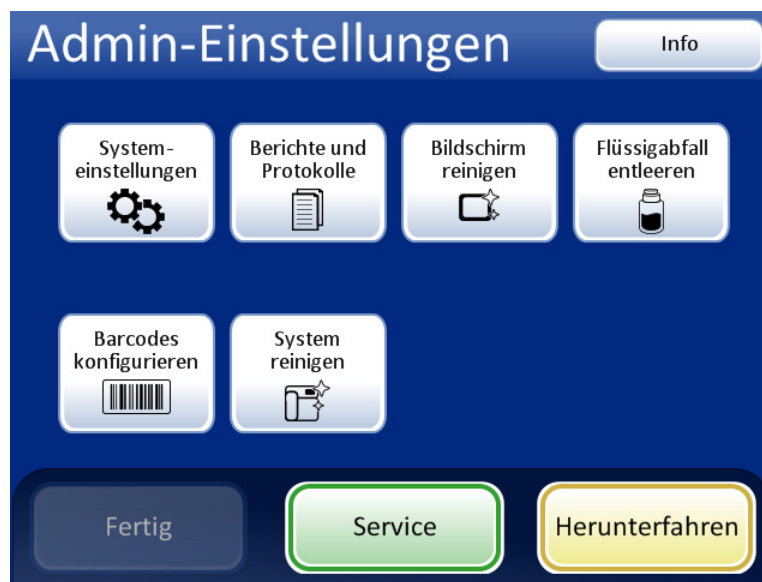 Admin-Einstellungen
Info
System-
einstellungen
Berichte und
Protokolle
Bildschirm
reinigen
Flüssigabfall
entleeren
Barcodes
konfigurieren
System
reinigen
Fertig
Service
Herunterfahren